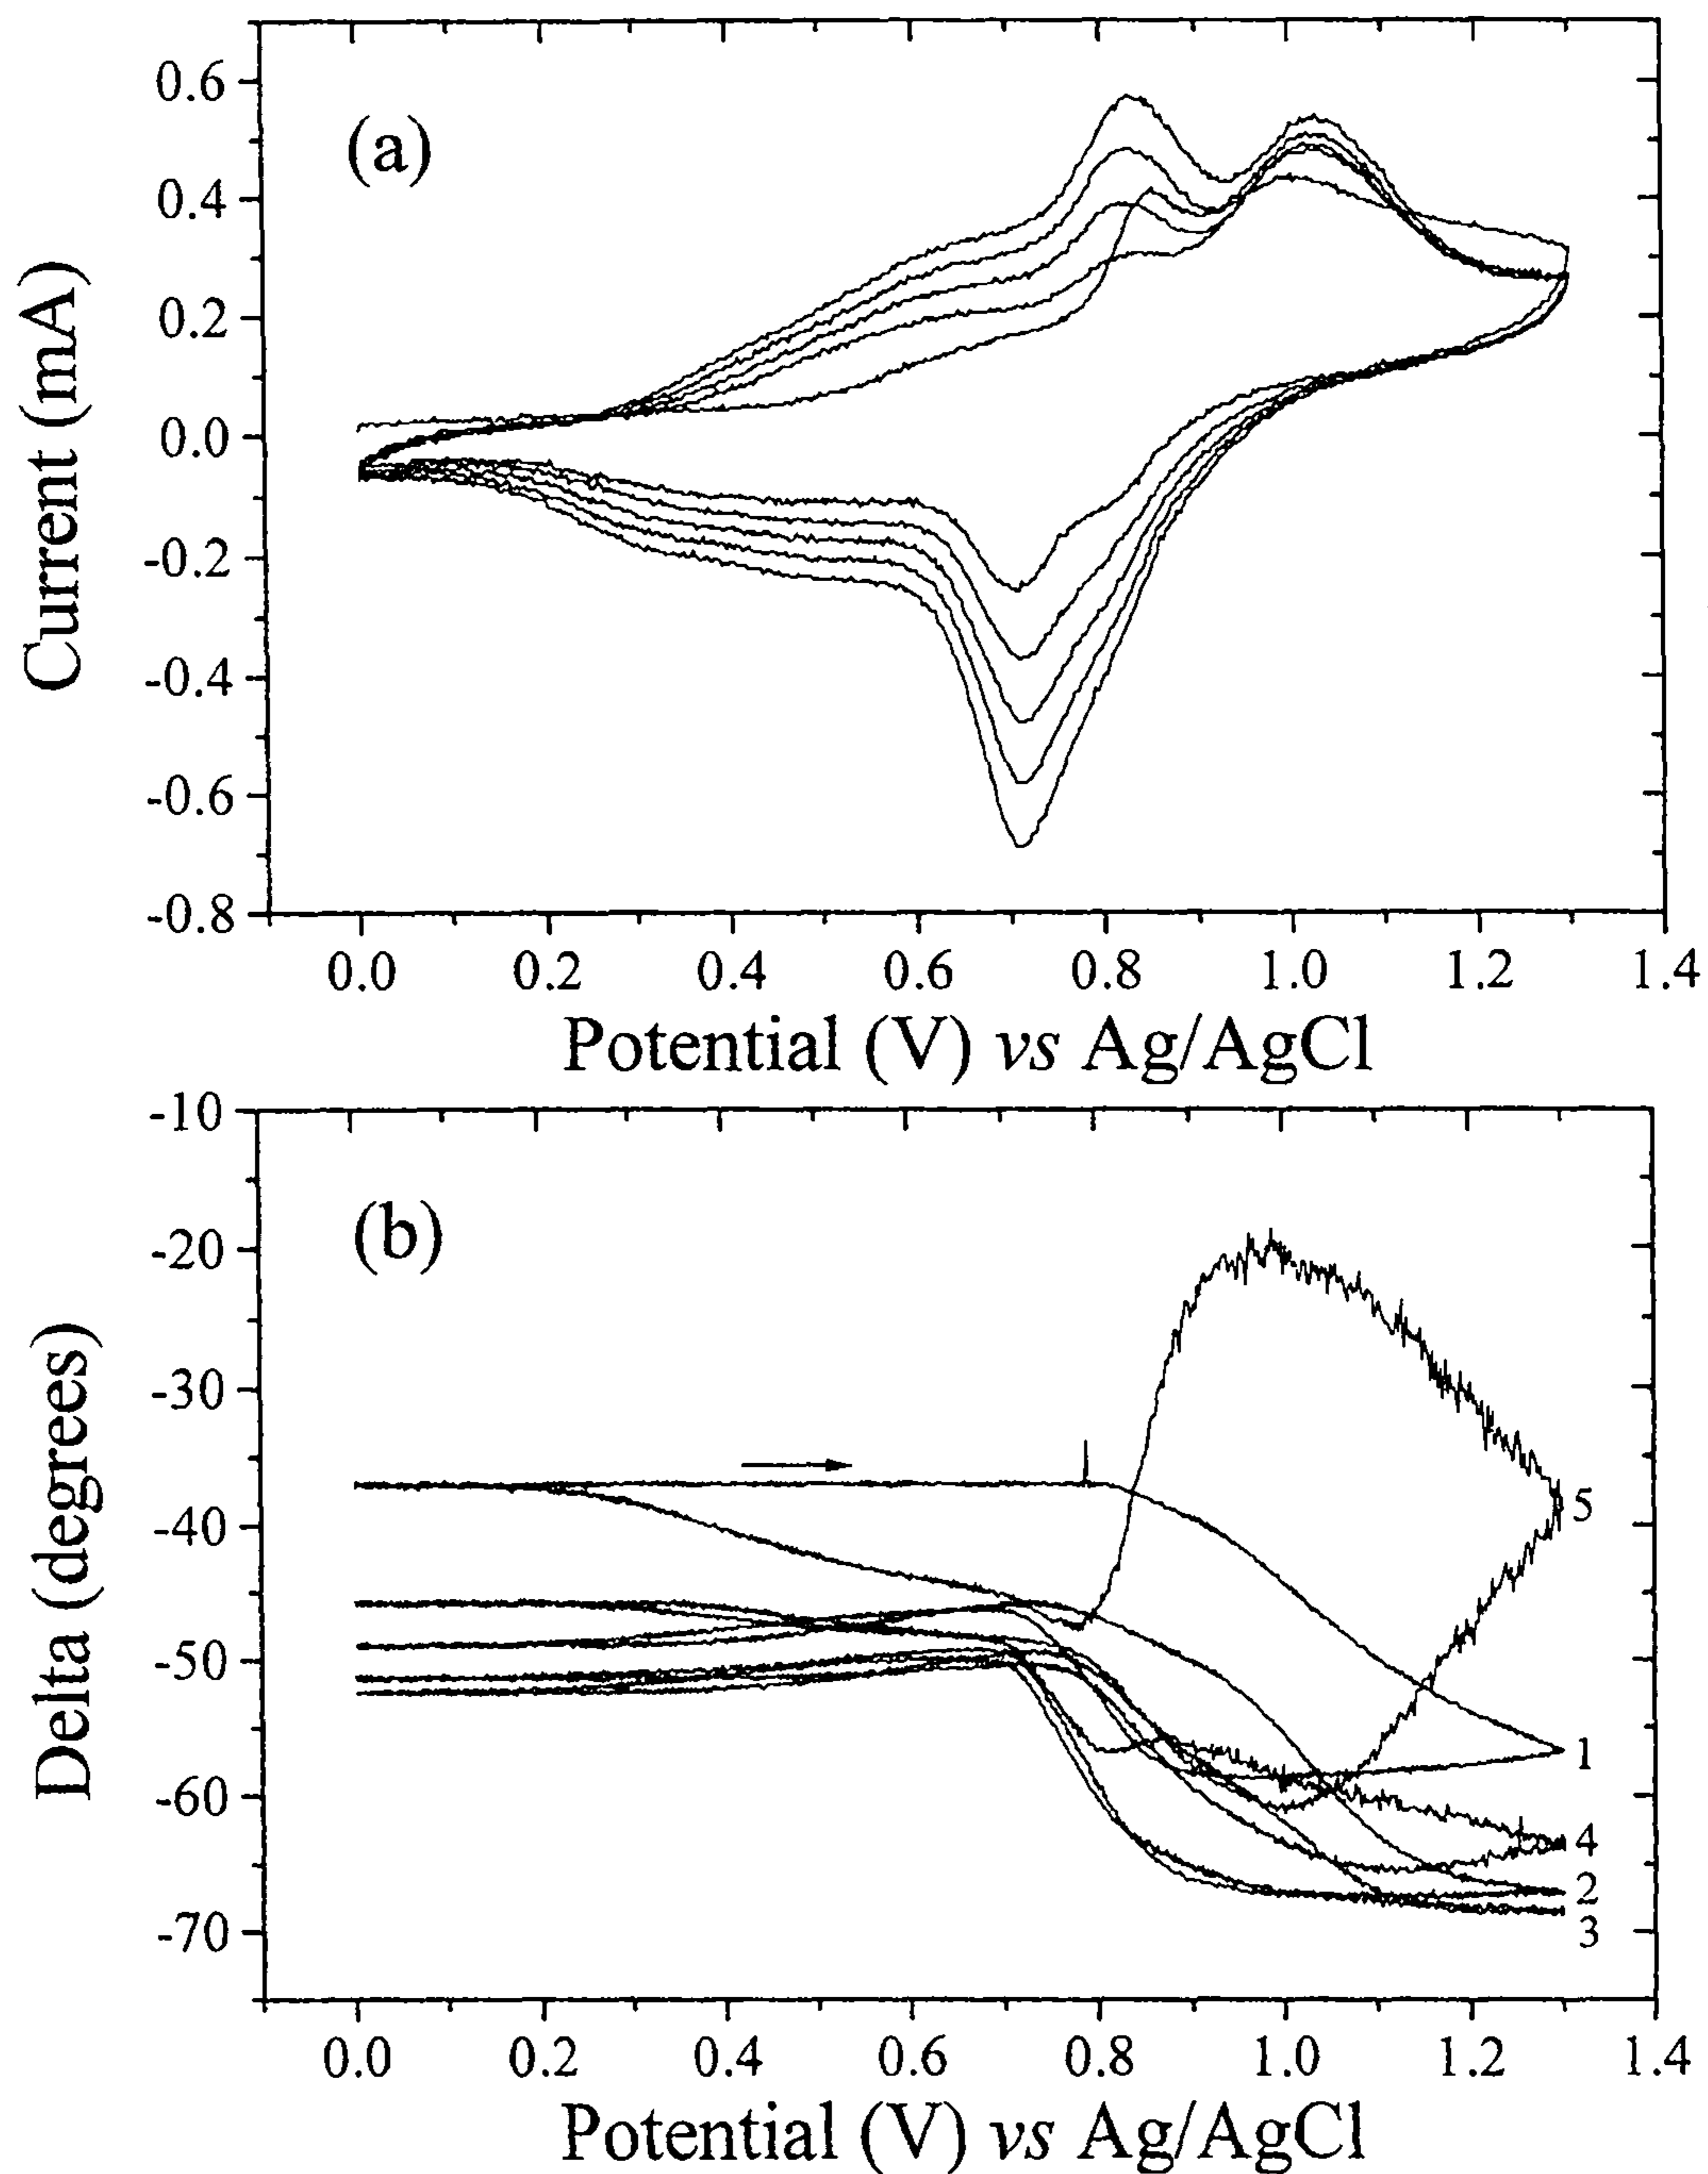 (a)
0.6
0.4
0.2
0.0
-0.2
-0.4
-0.6
-0.8
Current (mA)
0.0 0.2 0.4 0.6 0.8 1.0 1.2 1.4
Potential (V) vs Ag/AgCl
(b)
-10
-20
-30
-40
-50
-60
-70
Delta (degrees)
5
1
4
2
3
0.0 0.2 0.4 0.6 0.8 1.0 1.2 1.4
Potential (V) vs Ag/AgCl